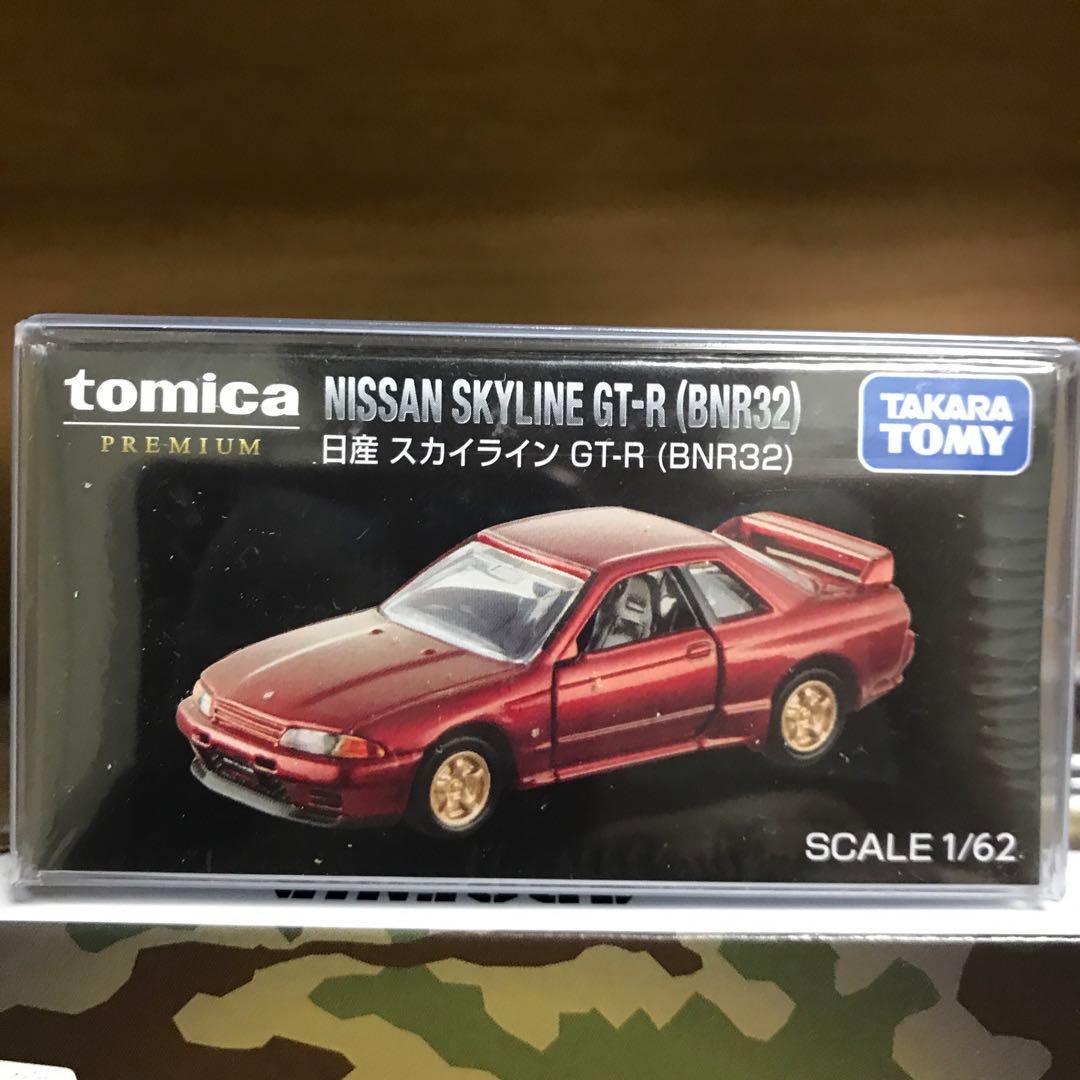 tomica
PREMIUM
NISSAN SKYLINE GT-R (BNR32)
日産 スカイライン GT-R (BNR32)
TAKARA
TOMY
SCALE 1/62